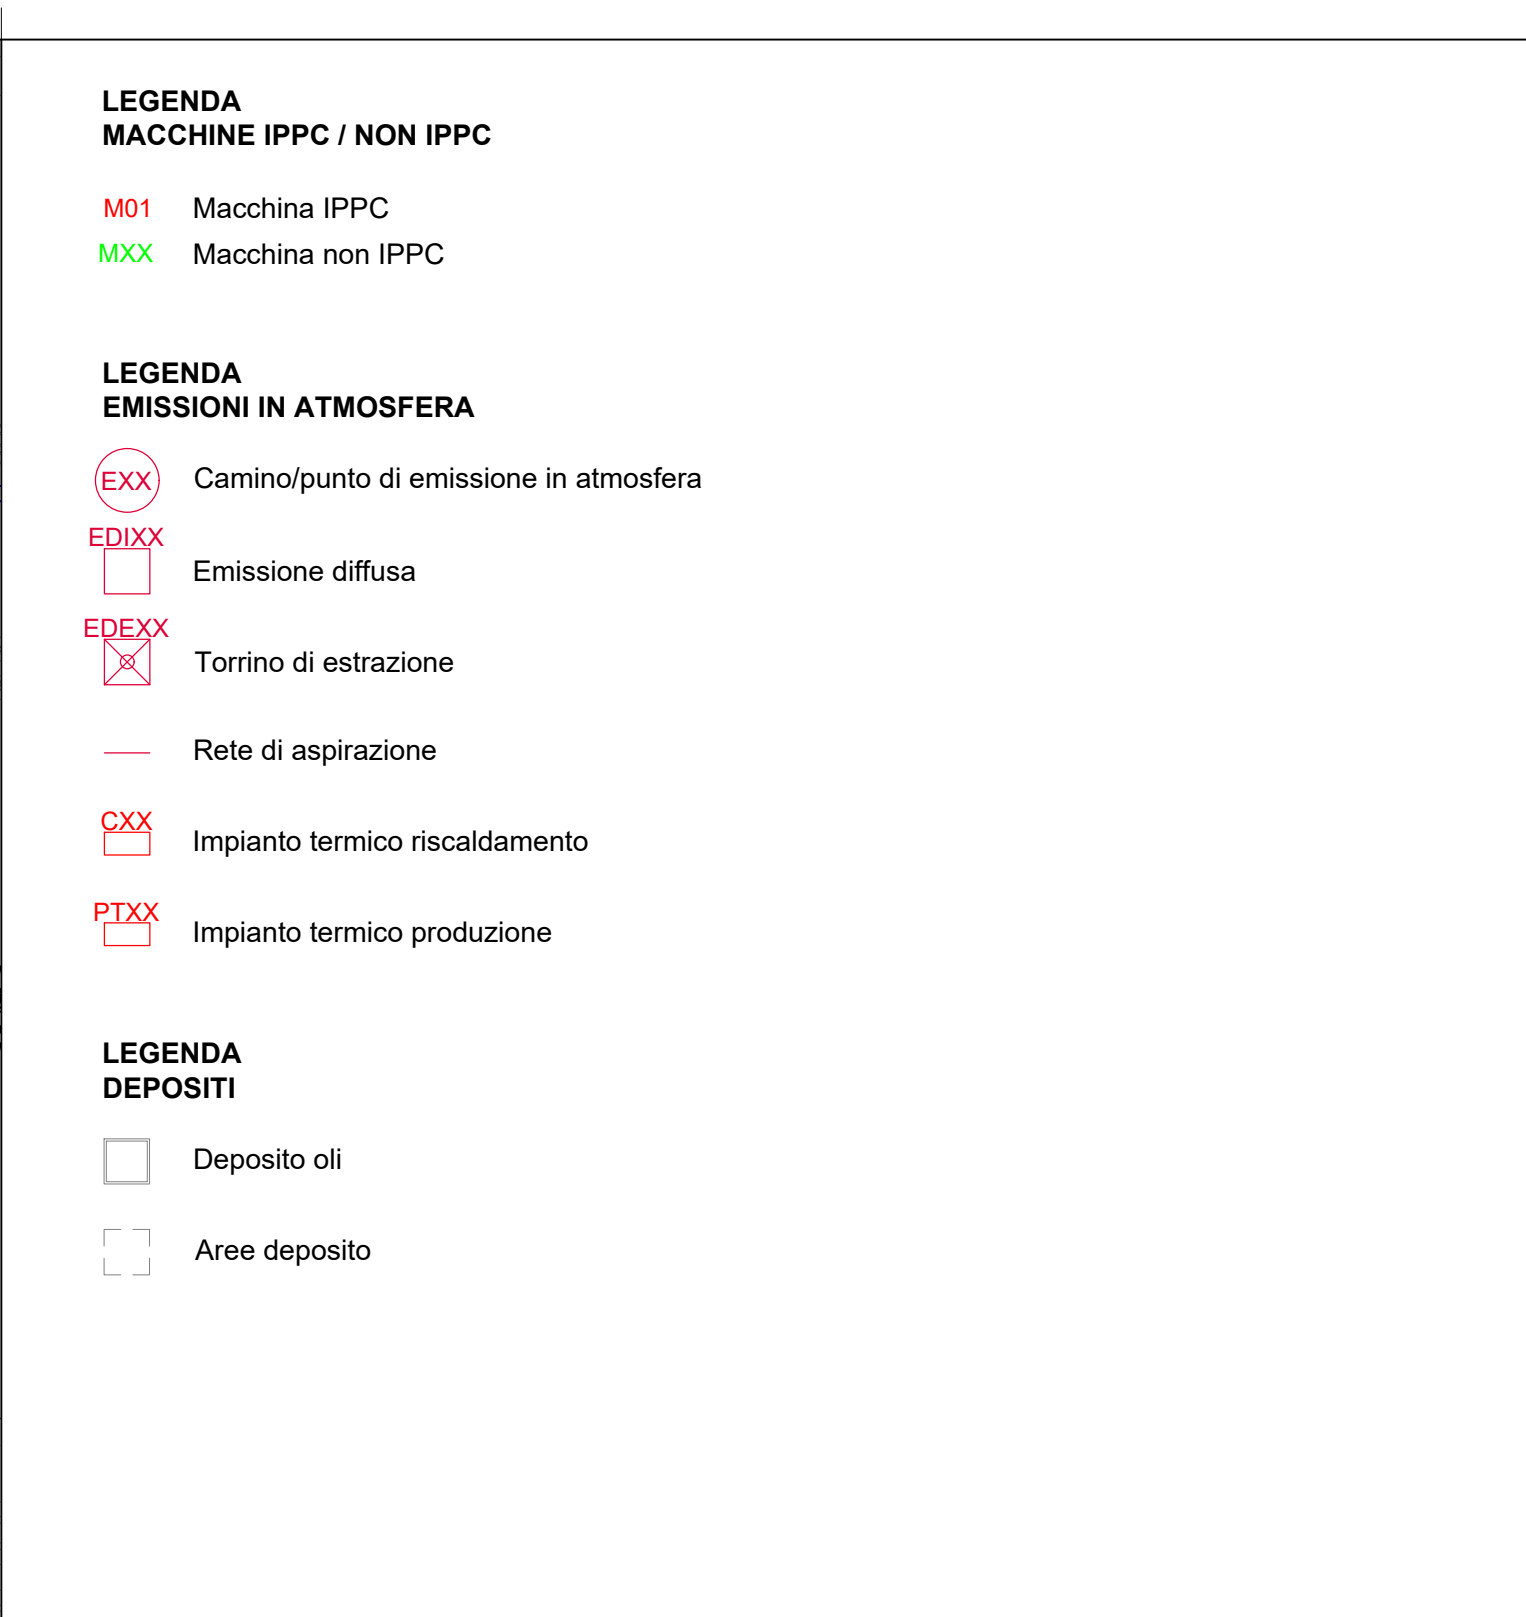 LEGENDA
MACCHINE IPPC / NON IPPC
M01 Macchina IPPC
MXX Macchina non IPPC
LEGENDA
EMISSIONI IN ATMOSFERA
EXX Camino/punto di emissione in atmosfera
EDIXX
Emissione diffusa
EDEXX
Torrino di estrazione
Rete di aspirazione
CXX
Impianto termico riscaldamento
PTXX
Impianto termico produzione
LEGENDA
DEPOSITI
Deposito oli
Aree deposito